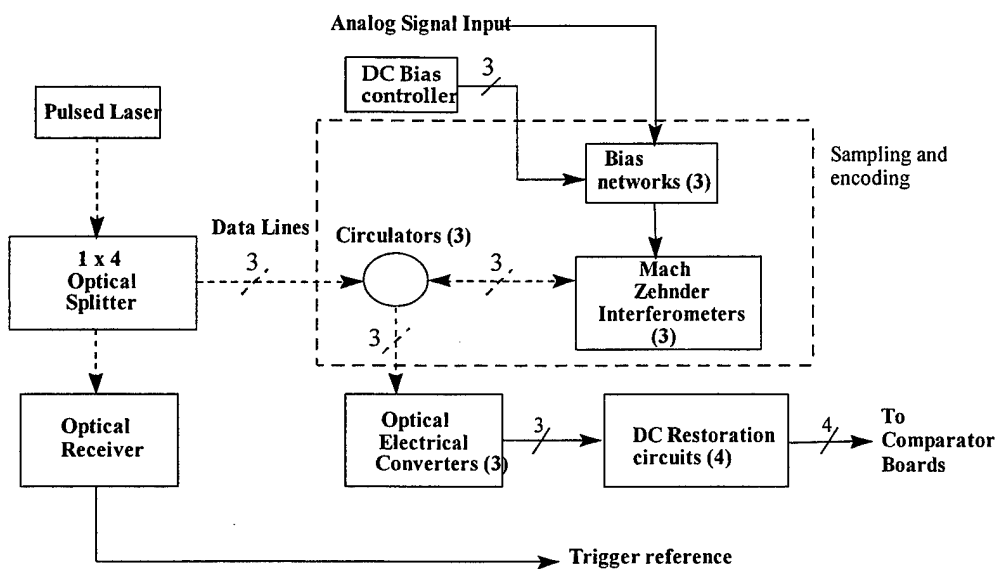 Analog Signal Input
DC Bias
controller
3
Pulsed Laser
Bias
networks (3)
Sampling and
encoding
Data Lines
Circulators (3)
1 x 4
Optical
Splitter
3
3
Mach
Zehnder
Interferometers
(3)
3
Optical
Receiver
Optical
Electrical
Converters (3)
3
DC Restoration
circuits (4)
4
To
Comparator
Boards
Trigger reference